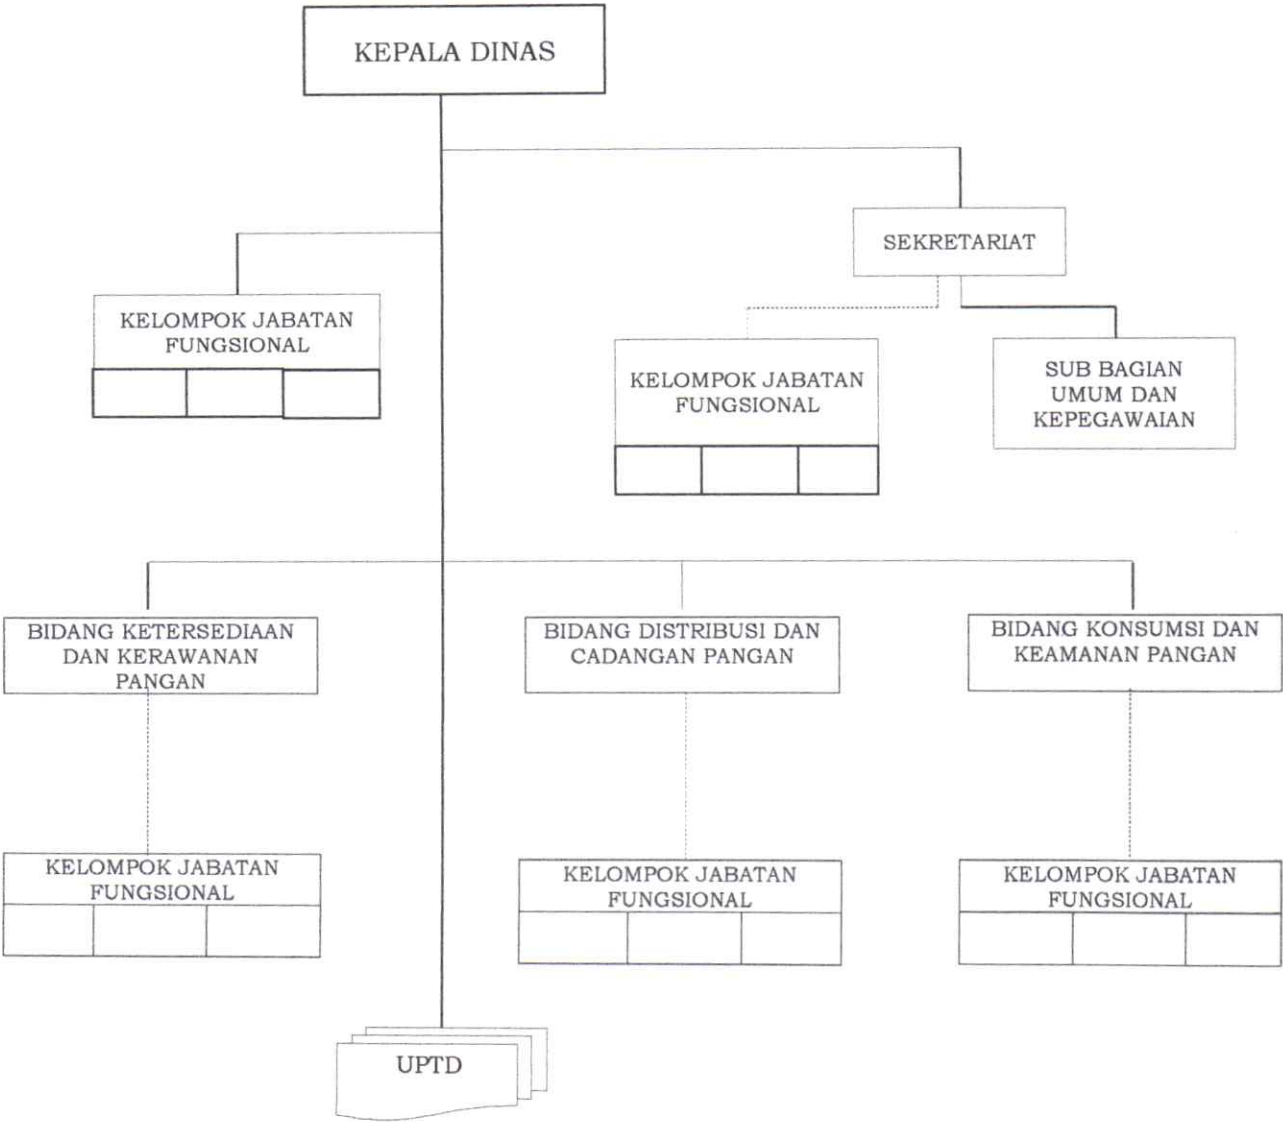 KEPALA DINAS
SEKRETARIAT
KELOMPOK JABATAN
FUNGSIONAL
KELOMPOK JABATAN
FUNGSIONAL
SUB BAGIAN
UMUM DAN
KEPEGAWAIAN
BIDANG KETERSEDIAAN
DAN KERAWANAN
PANGAN
BIDANG DISTRIBUSI DAN
CADANGAN PANGAN
BIDANG KONSUMSI DAN
KEAMANAN PANGAN
KELOMPOK JABATAN
FUNGSIONAL
KELOMPOK JABATAN
FUNGSIONAL
KELOMPOK JABATAN
FUNGSIONAL
UPTD